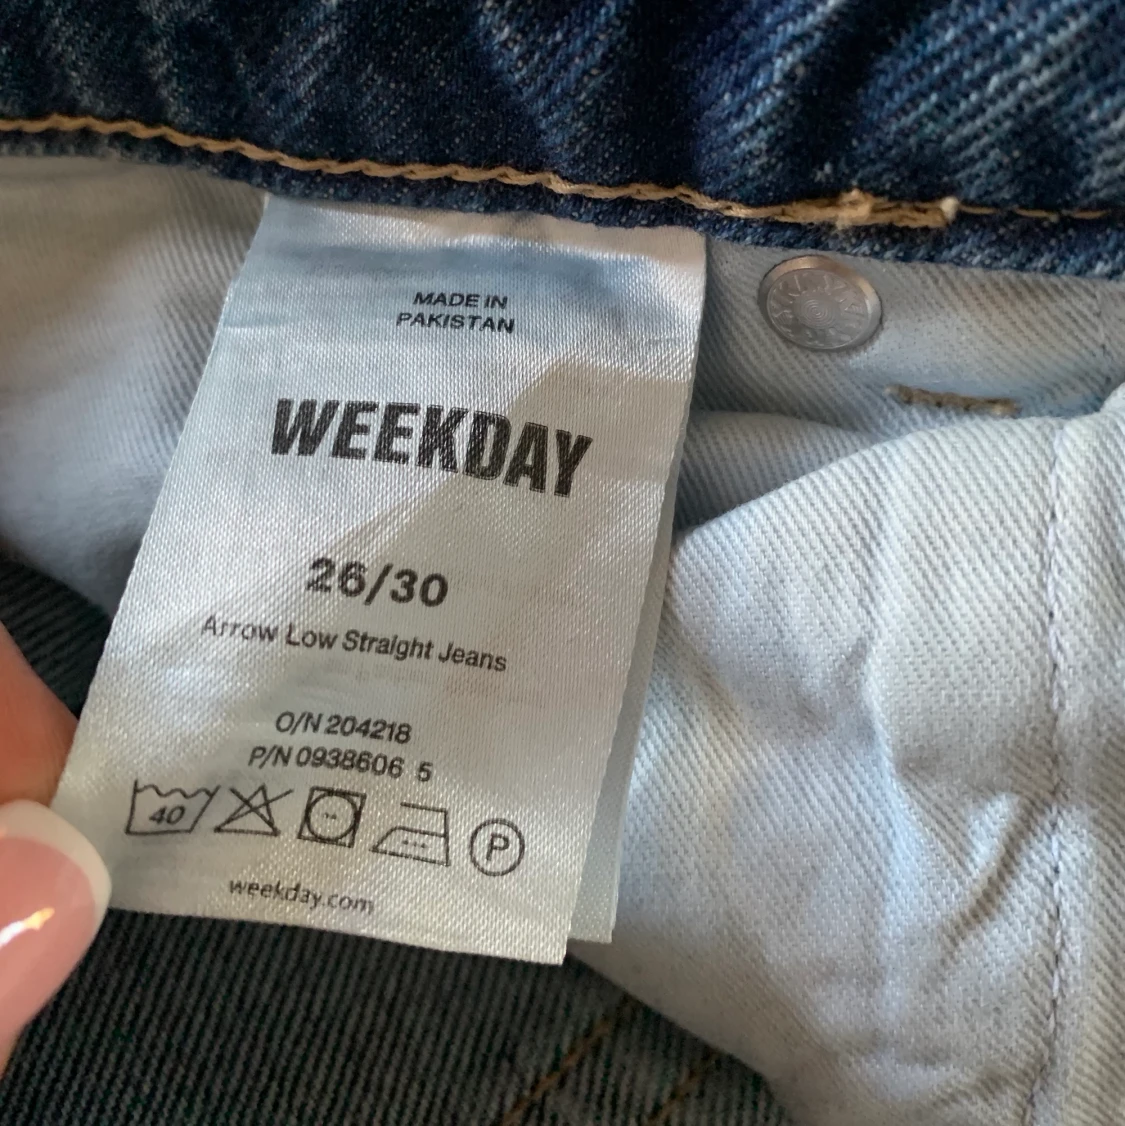 MADE IN
PAKISTAN
WEEKDAY
26/30
Arrow Low Straight Jeans
O/N 204218
P/N 0938606 5
40
P
weekday.com